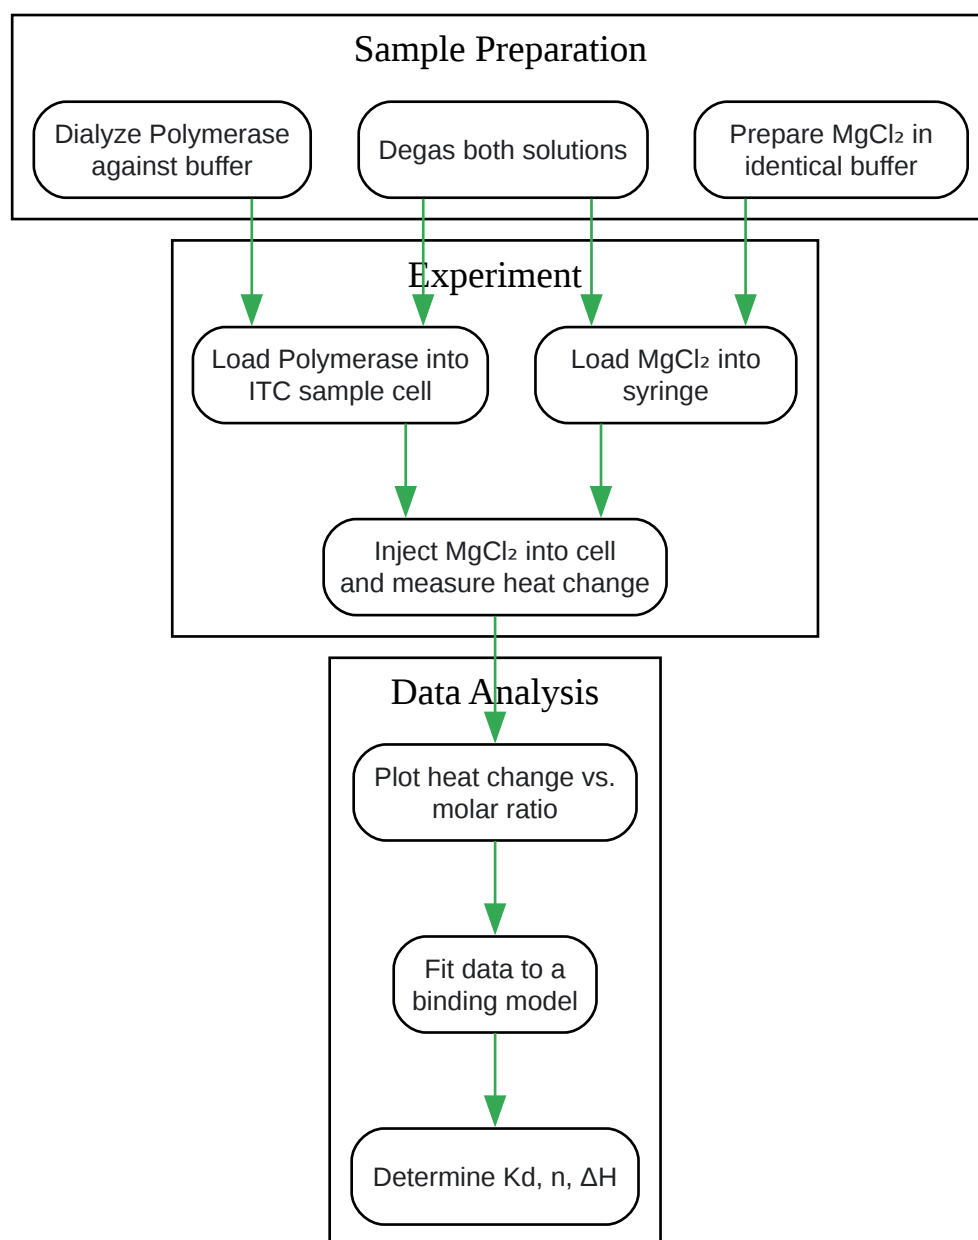 Sample Preparation
Dialyze Polymerase
against buffer
Degas both solutions
Prepare MgCl₂ in
identical buffer
Experiment
Load Polymerase into
ITC sample cell
Load MgCl₂ into
syringe
Inject MgCl₂ into cell
and measure heat change
Data Analysis
Plot heat change vs.
molar ratio
Fit data to a
binding model
Determine Kd, n, ΔH